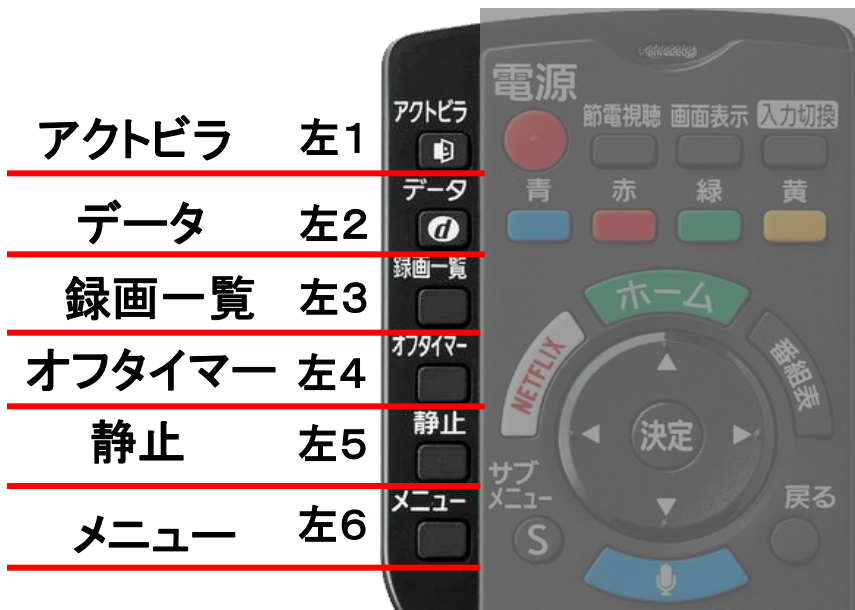 電源
アクトビラ 左1 アクトビラ
節電視聴 画面表示 入力切換
データ 左2 データ
青 赤 緑 黄
d
録画一覧 左3 録画一覧
ホーム
オフタイマー 左4 オフタイマー
NETFLIX
番組表
静止 左5 静止
決定
サブ
メニュー
戻る
メニュー 左6 メニュー
S